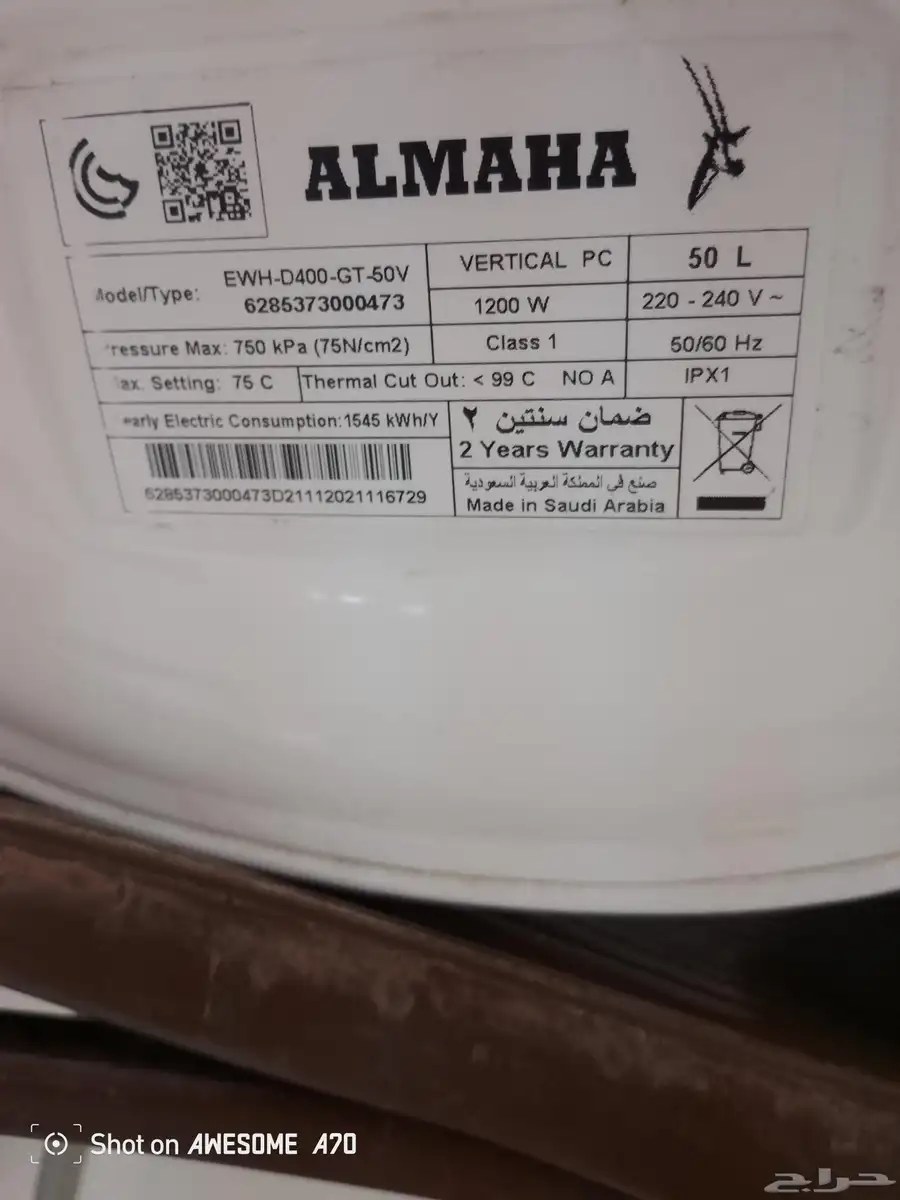 ALMAHA
Model/Type: EWH-D400-GT-50V
6285373000473
VERTICAL PC
50 L
1200 W
220 - 240 V ~
Pressure Max: 750 kPa (75N/cm2)
Class 1
50/60 Hz
ax. Setting: 75 C
Thermal Cut Out: < 99 C NO A
IPX1
early Electric Consumption: 1545 kWh/Y
ضمان سنتين ٢
2 Years Warranty
6285373000473D21112021116729
صنع في المملكة العربية السعودية
Made in Saudi Arabia
Shot on AWESOME A70
حراج